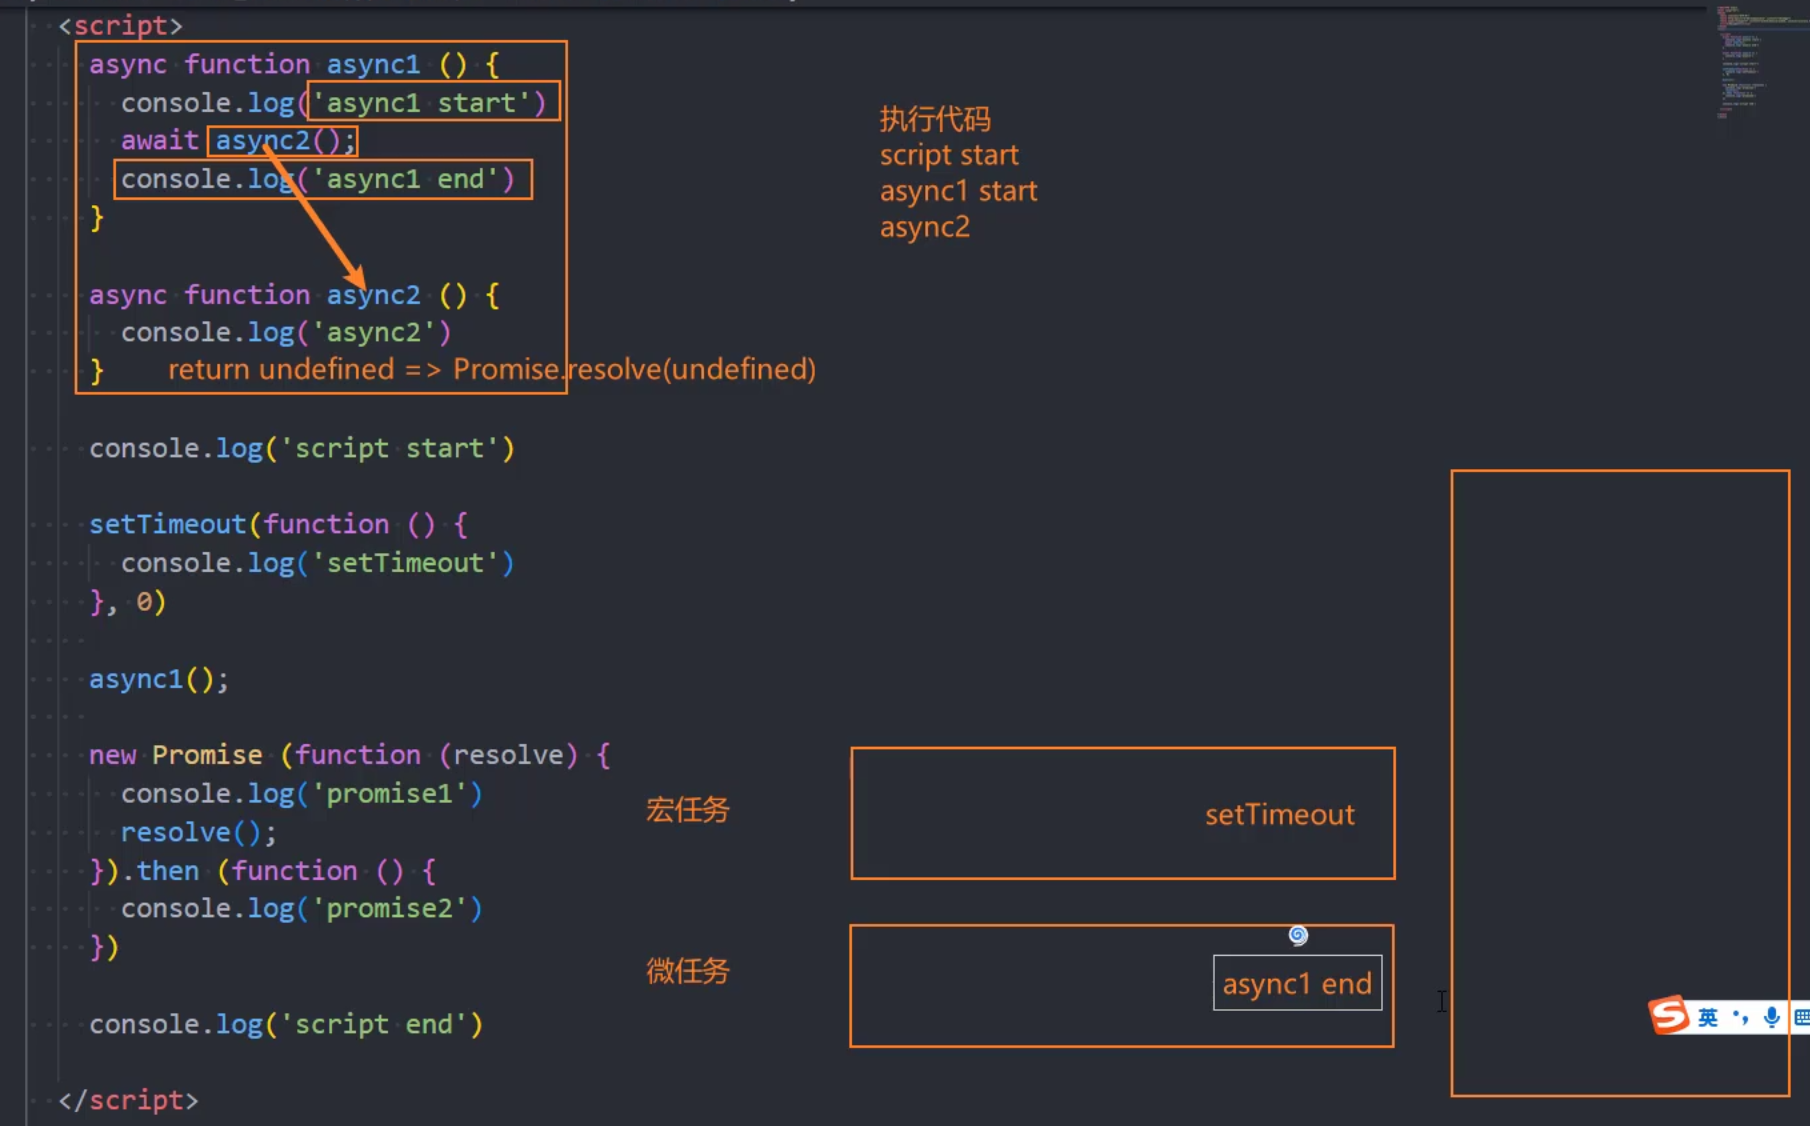 <script>
async function async1 () {
console.log('async1 start')
await async2();
console.log('async1 end')
}
async function async2 () {
console.log('async2')
} return undefined => Promise.resolve(undefined)
console.log('script start')
setTimeout(function () {
console.log('setTimeout')
}, 0)
async1();
new Promise (function (resolve) {
console.log('promise1')
resolve();
}).then (function () {
console.log('promise2')
})
console.log('script end')
</script>
执行代码
script start
async1 start
async2
宏任务
setTimeout
微任务
async1 end
英